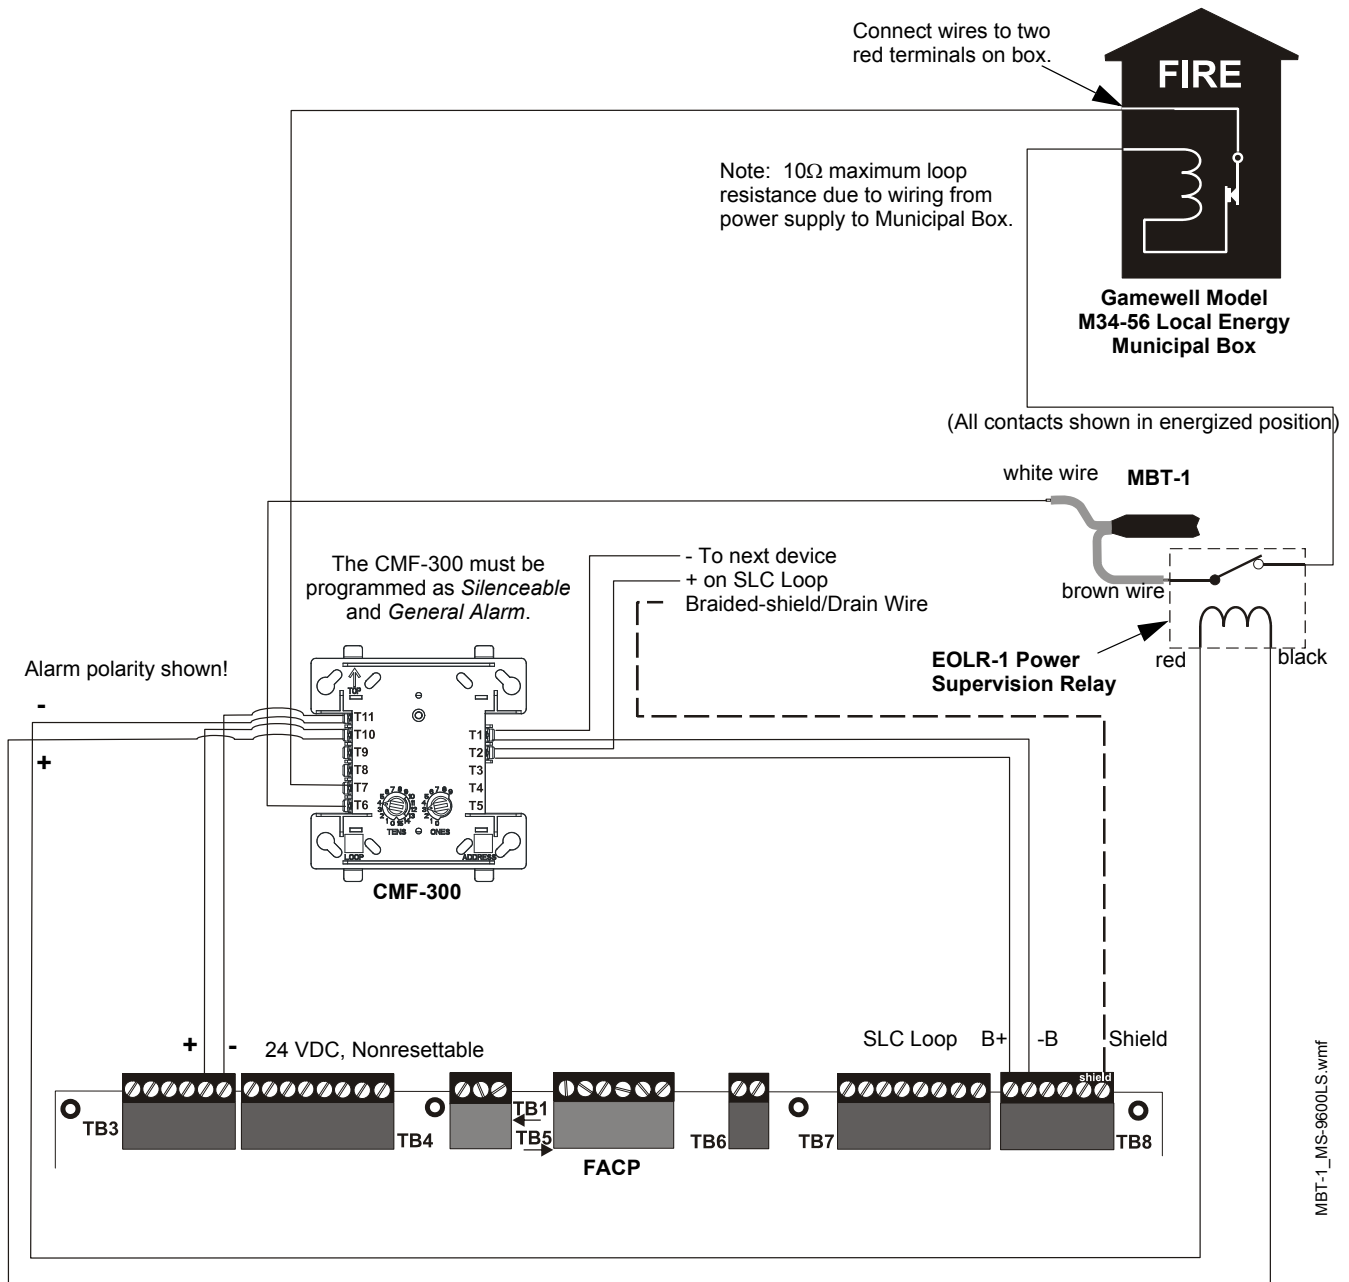 Connect wires to two
red terminals on box.
FIRE
Note: 10Ω maximum loop
resistance due to wiring from
power supply to Municipal Box.
Gamewell Model
M34-56 Local Energy
Municipal Box
(All contacts shown in energized position)
white wire
MBT-1
The CMF-300 must be
programmed as Silenceable
and General Alarm.
- To next device
+ on SLC Loop
Braided-shield/Drain Wire
brown wire
EOLR-1 Power
Supervision Relay
red
black
Alarm polarity shown!
-
+
TOP
T11
T10
T9
T8
T7
T6
T1
T2
T3
T4
T5
TENS
ONES
LOOP
ADDRESS
CMF-300
+
-
24 VDC, Nonresettable
SLC Loop
B+
-B
Shield
shield
TB3
TB4
TB1
TB5
TB6
TB7
TB8
FACP
MBT-1_MS-9600LS.wmf